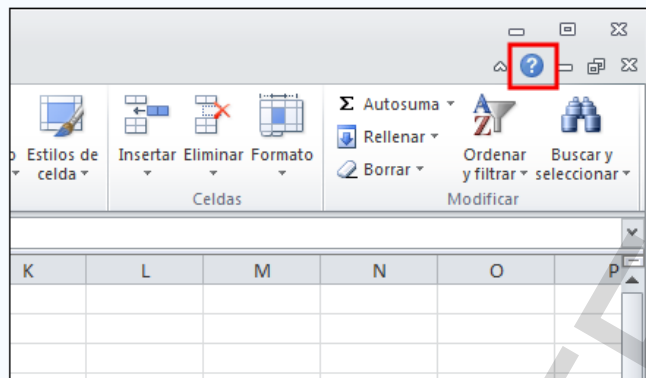 ?
Σ Autosuma
Rellenar
Borrar
Estilos de
celda
Insertar Eliminar Formato
Ordenar
y filtrar
Buscar y
seleccionar
Celdas
Modificar
K L M N O P